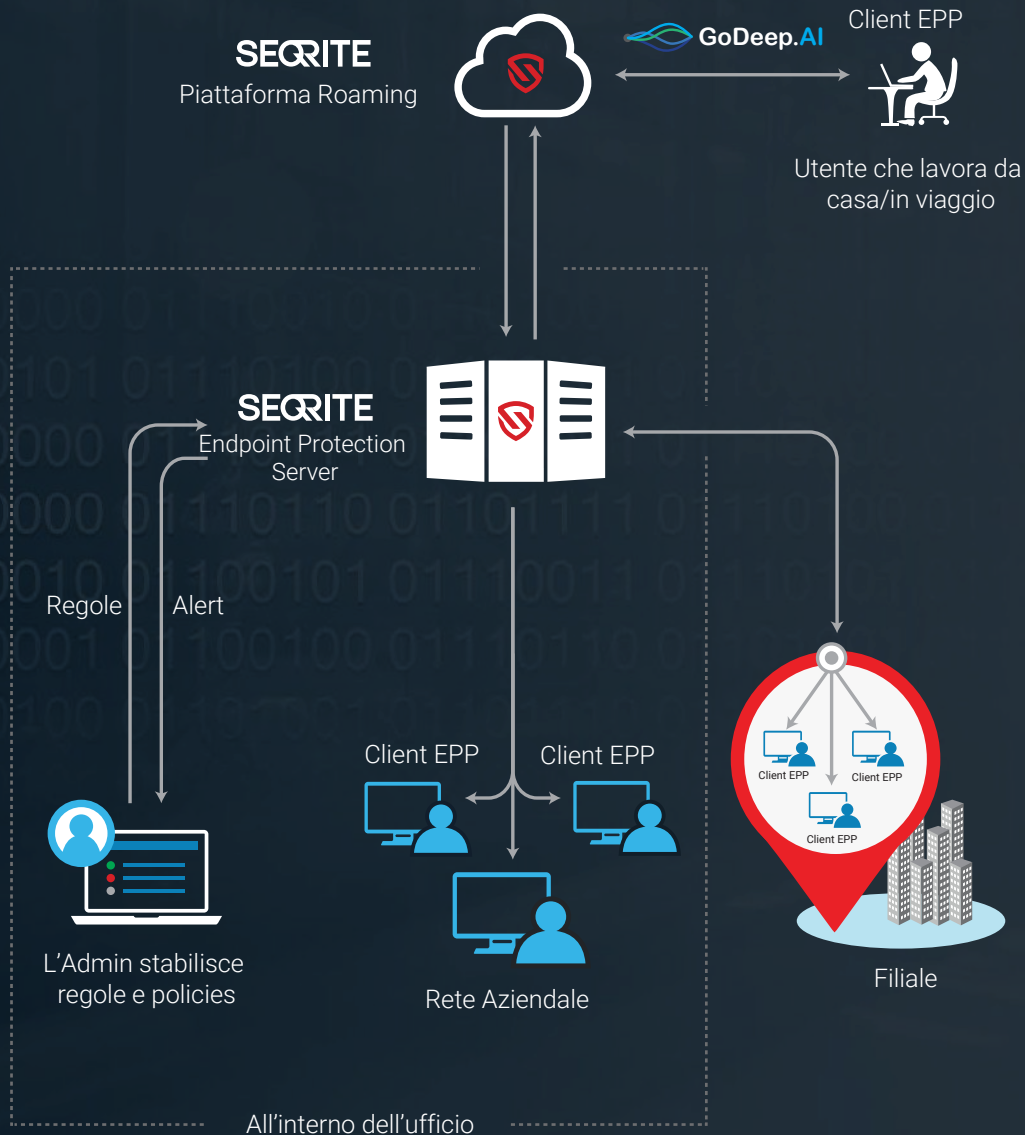 SEQRITE
Piattaforma Roaming
GoDeep.AI
Client EPP
Utente che lavora da
casa/in viaggio
SEQRITE
Endpoint Protection
Server
Regole
Alert
Client EPP
Client EPP
Client EPP
Client EPP
Client EPP
L'Admin stabilisce
regole e policies
Rete Aziendale
Filiale
All'interno dell'ufficio